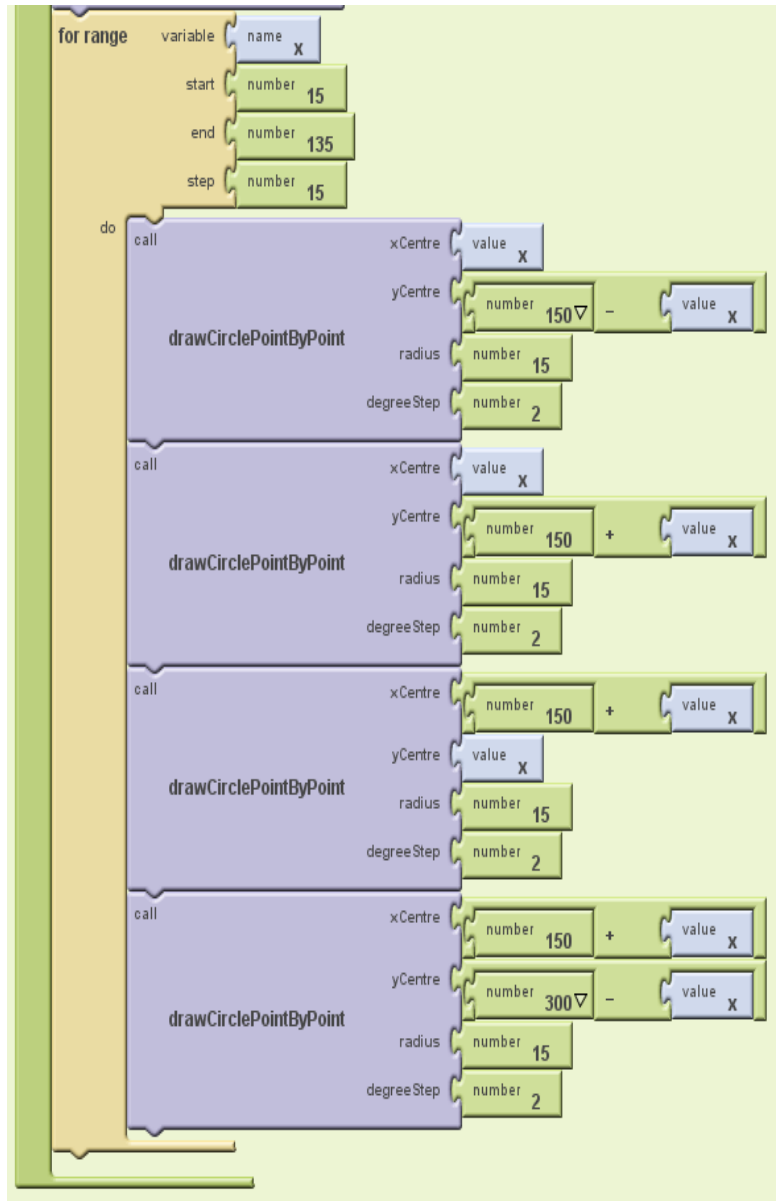 for range variable name x
start number 15
end number 135
step number 15
do
call xCentre value x
yCentre number 150 - value x
drawCirclePointByPoint
radius number 15
degreeStep number 2
call xCentre value x
yCentre number 150 + value x
drawCirclePointByPoint
radius number 15
degreeStep number 2
call xCentre number 150 + value x
yCentre value x
drawCirclePointByPoint
radius number 15
degreeStep number 2
call xCentre number 150 + value x
yCentre number 300 - value x
drawCirclePointByPoint
radius number 15
degreeStep number 2